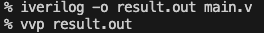 % iverilog -o result.out main.v
% vvp result.out